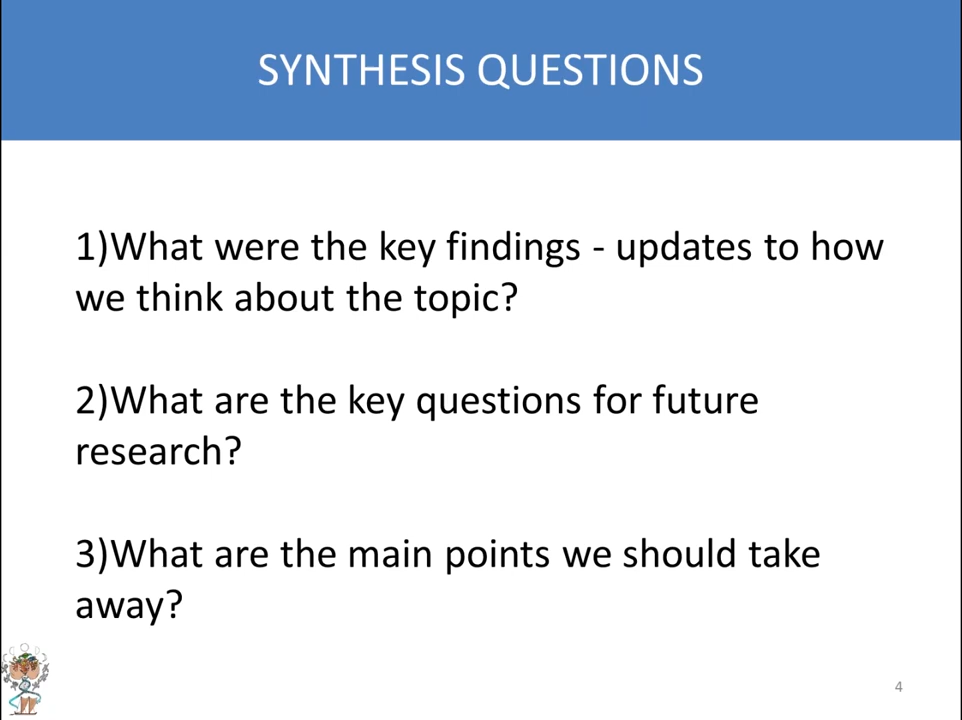 SYNTHESIS QUESTIONS
1)What were the key findings - updates to how
we think about the topic?
2)What are the key questions for future
research?
3)What are the main points we should take
away?
4